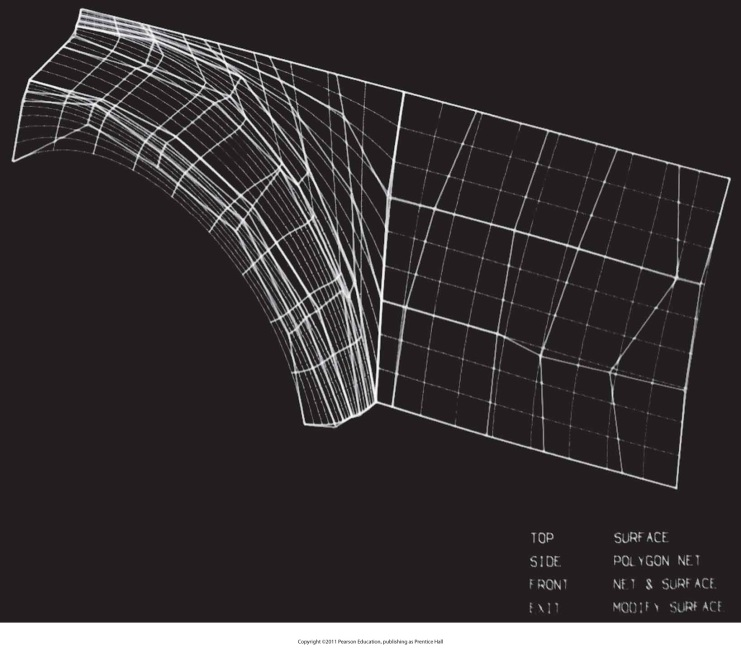 TOP SURFACE
SIDE POLYGON NET
FRONT NET & SURFACE
EXIT MODIFY SURFACE
Copyright ©2011 Pearson Education, publishing as Prentice Hall